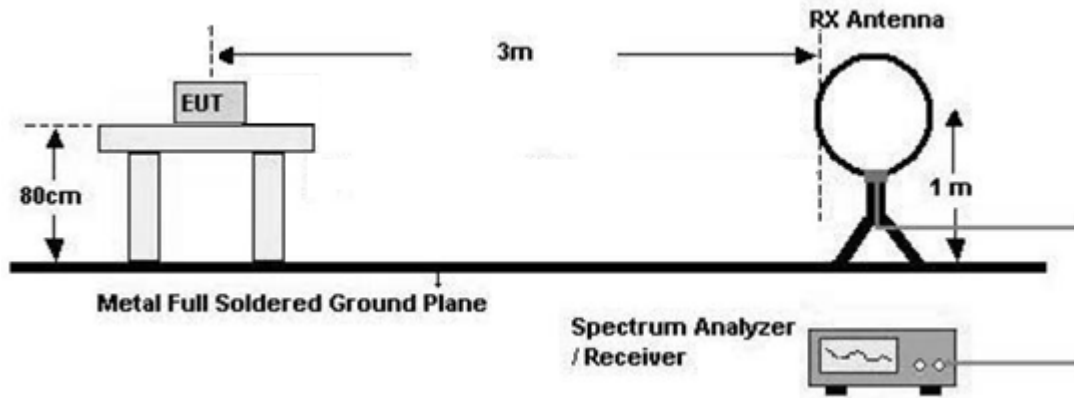 RX Antenna
3m
EUT
80cm
1 m
Metal Full Soldered Ground Plane
Spectrum Analyzer
/ Receiver